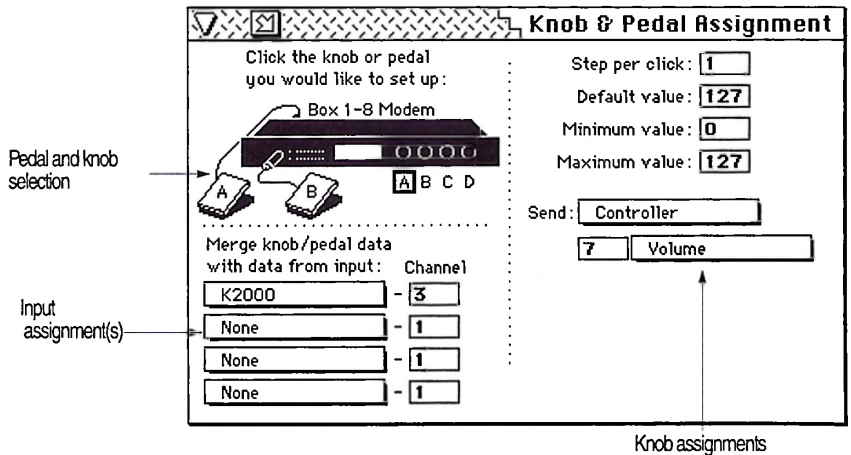 Knob & Pedal Assignment
Click the knob or pedal
you would like to set up:
Box 1-8 Modem
A
B
A B C D
Pedal and knob
selection
Merge knob/pedal data
with data from input:
Channel
K2000 - 3
None - 1
None - 1
None - 1
Input
assignment(s)
Step per click: 1
Default value: 127
Minimum value: 0
Maximum value: 127
Send: Controller
7 Volume
Knob assignments